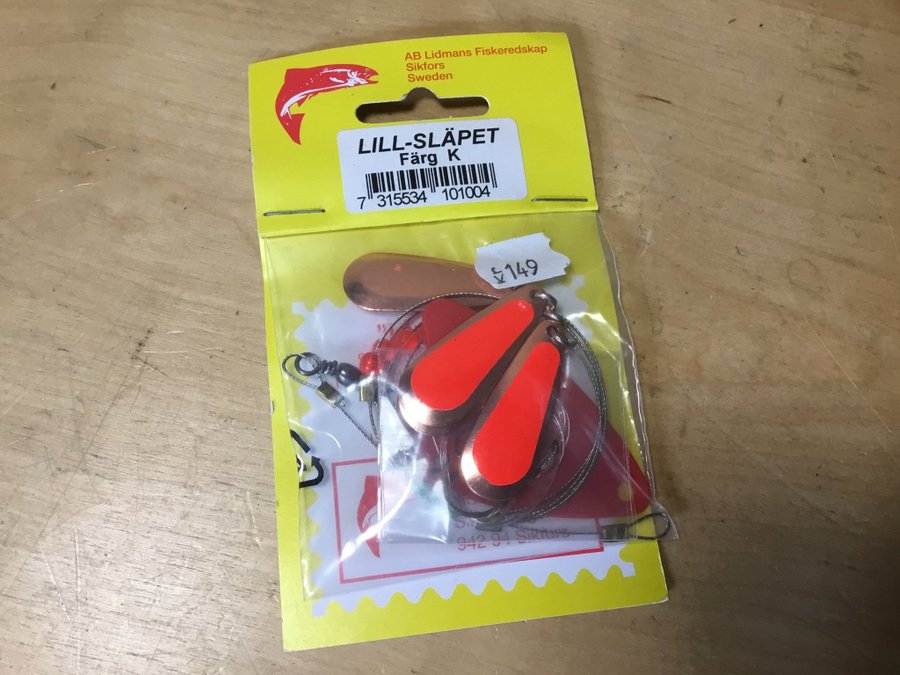 AB Lidmans Fiskeredskap
Sikfors
Sweden
LILL-SLÄPET
Färg K
7 315534 101004
149
942 94 Sikfors